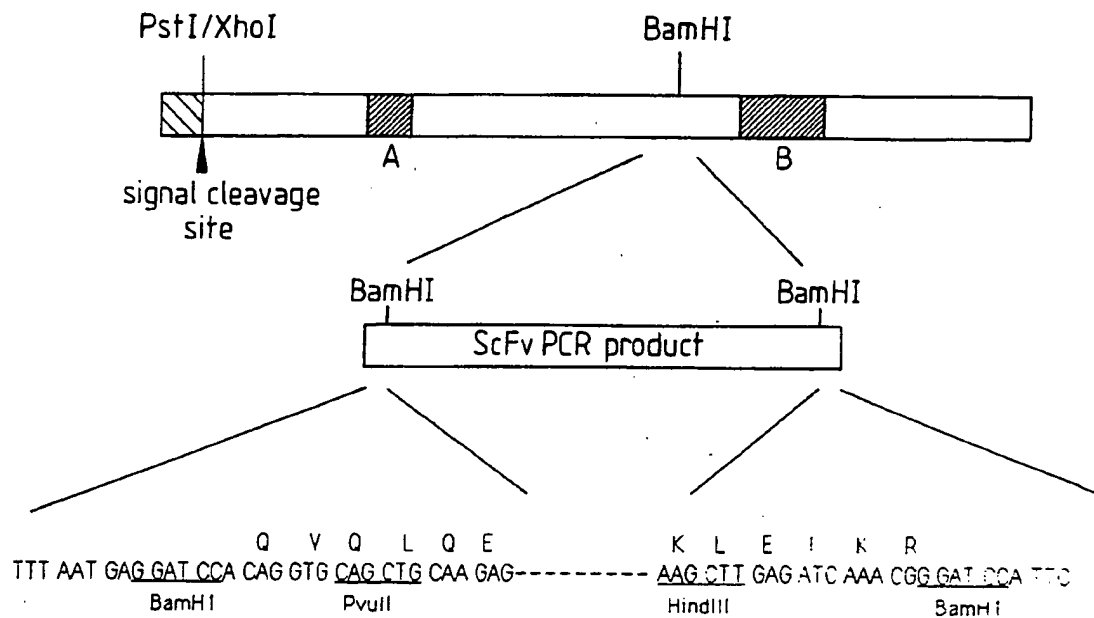 PstI/XhoI
BamHI
A
B
signal cleavage
site
BamHI
BamHI
ScFv PCR product
Q V Q L Q E
K L E I K R
TTT AAT GAG GAT CCA CAG GTG CAG CTG CAA GAG---------- AAG CTT GAG ATC AAA CGG GAT CCA TTC
BamHI
PvuII
HindIII
BamHI